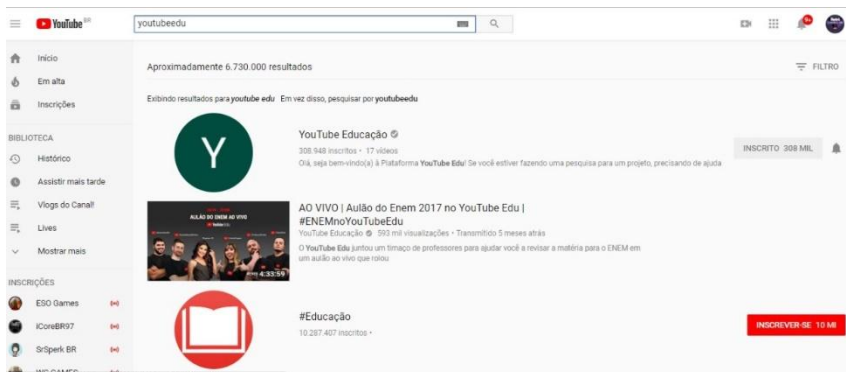 YouTube BR
youtubeedu
9+
Início
Em alta
Inscrições
BIBLIOTECA
Histórico
Assistir mais tarde
Vlogs do Canal!
Lives
Mostrar mais
INSCRIÇÕES
ESO Games
iCoreBR97
SrSperk BR
WG GAMES
Aproximadamente 6.730.000 resultados
FILTRO
Exibindo resultados para youtube edu Em vez disso, pesquisar por youtubeedu
Y
YouTube Educação
308.948 inscritos • 17 vídeos
Olá, seja bem-vindo(a) à Plataforma YouTube Edu! Se você estiver fazendo uma pesquisa para um projeto, precisando de ajuda
INSCRITO 308 MIL
AULÃO DO ENEM AO VIVO
YouTube Edu
4:33:59
AO VIVO | Aulão do Enem 2017 no YouTube Edu |
#ENEMnoYouTubeEdu
YouTube Educação 593 mil visualizações • Transmitido 5 meses atrás
O YouTube Edu juntou um timaço de professores para ajudar você a revisar a matéria para o ENEM em
um aulão ao vivo que rolou
#Educação
10.287.407 inscritos •
INSCREVER-SE 10 MI